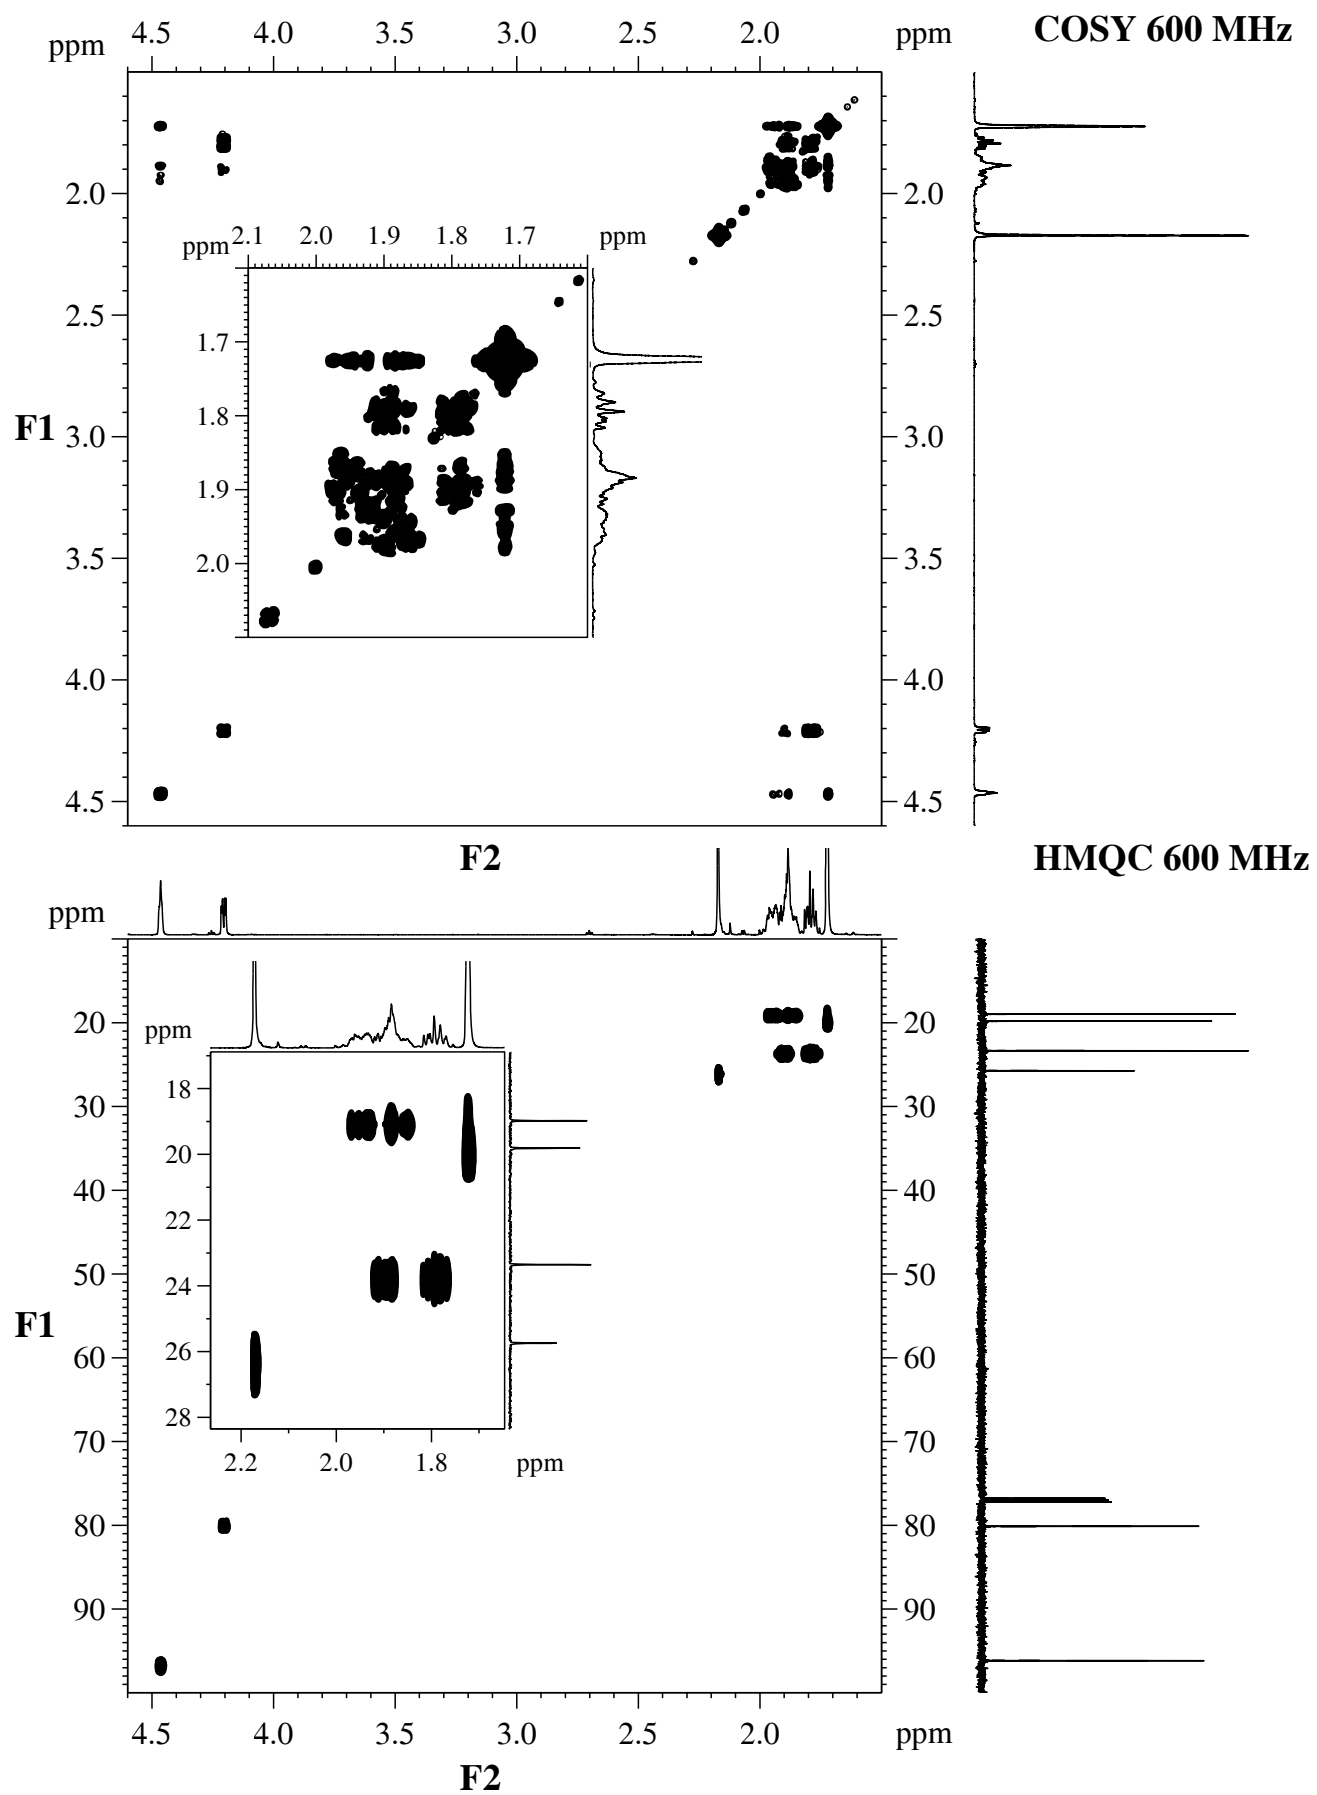 4.5 4.0 3.5 3.0 2.5 2.0
ppm ppm COSY 600 MHz
2.0 2.0
2.1 2.0 1.9 1.8 1.7
ppm ppm
2.5 2.5
1.7
1.8
F1 3.0 3.0
1.9
3.5 3.5
2.0
4.0 4.0
4.5 4.5
F2 HMQC 600 MHz
ppm
20 20
ppm
18
30 30
20
40 40
22
50 50
24
F1
26
60 60
28
70 70
2.2 2.0 1.8 ppm
80 80
90 90
4.5 4.0 3.5 3.0 2.5 2.0 ppm
F2